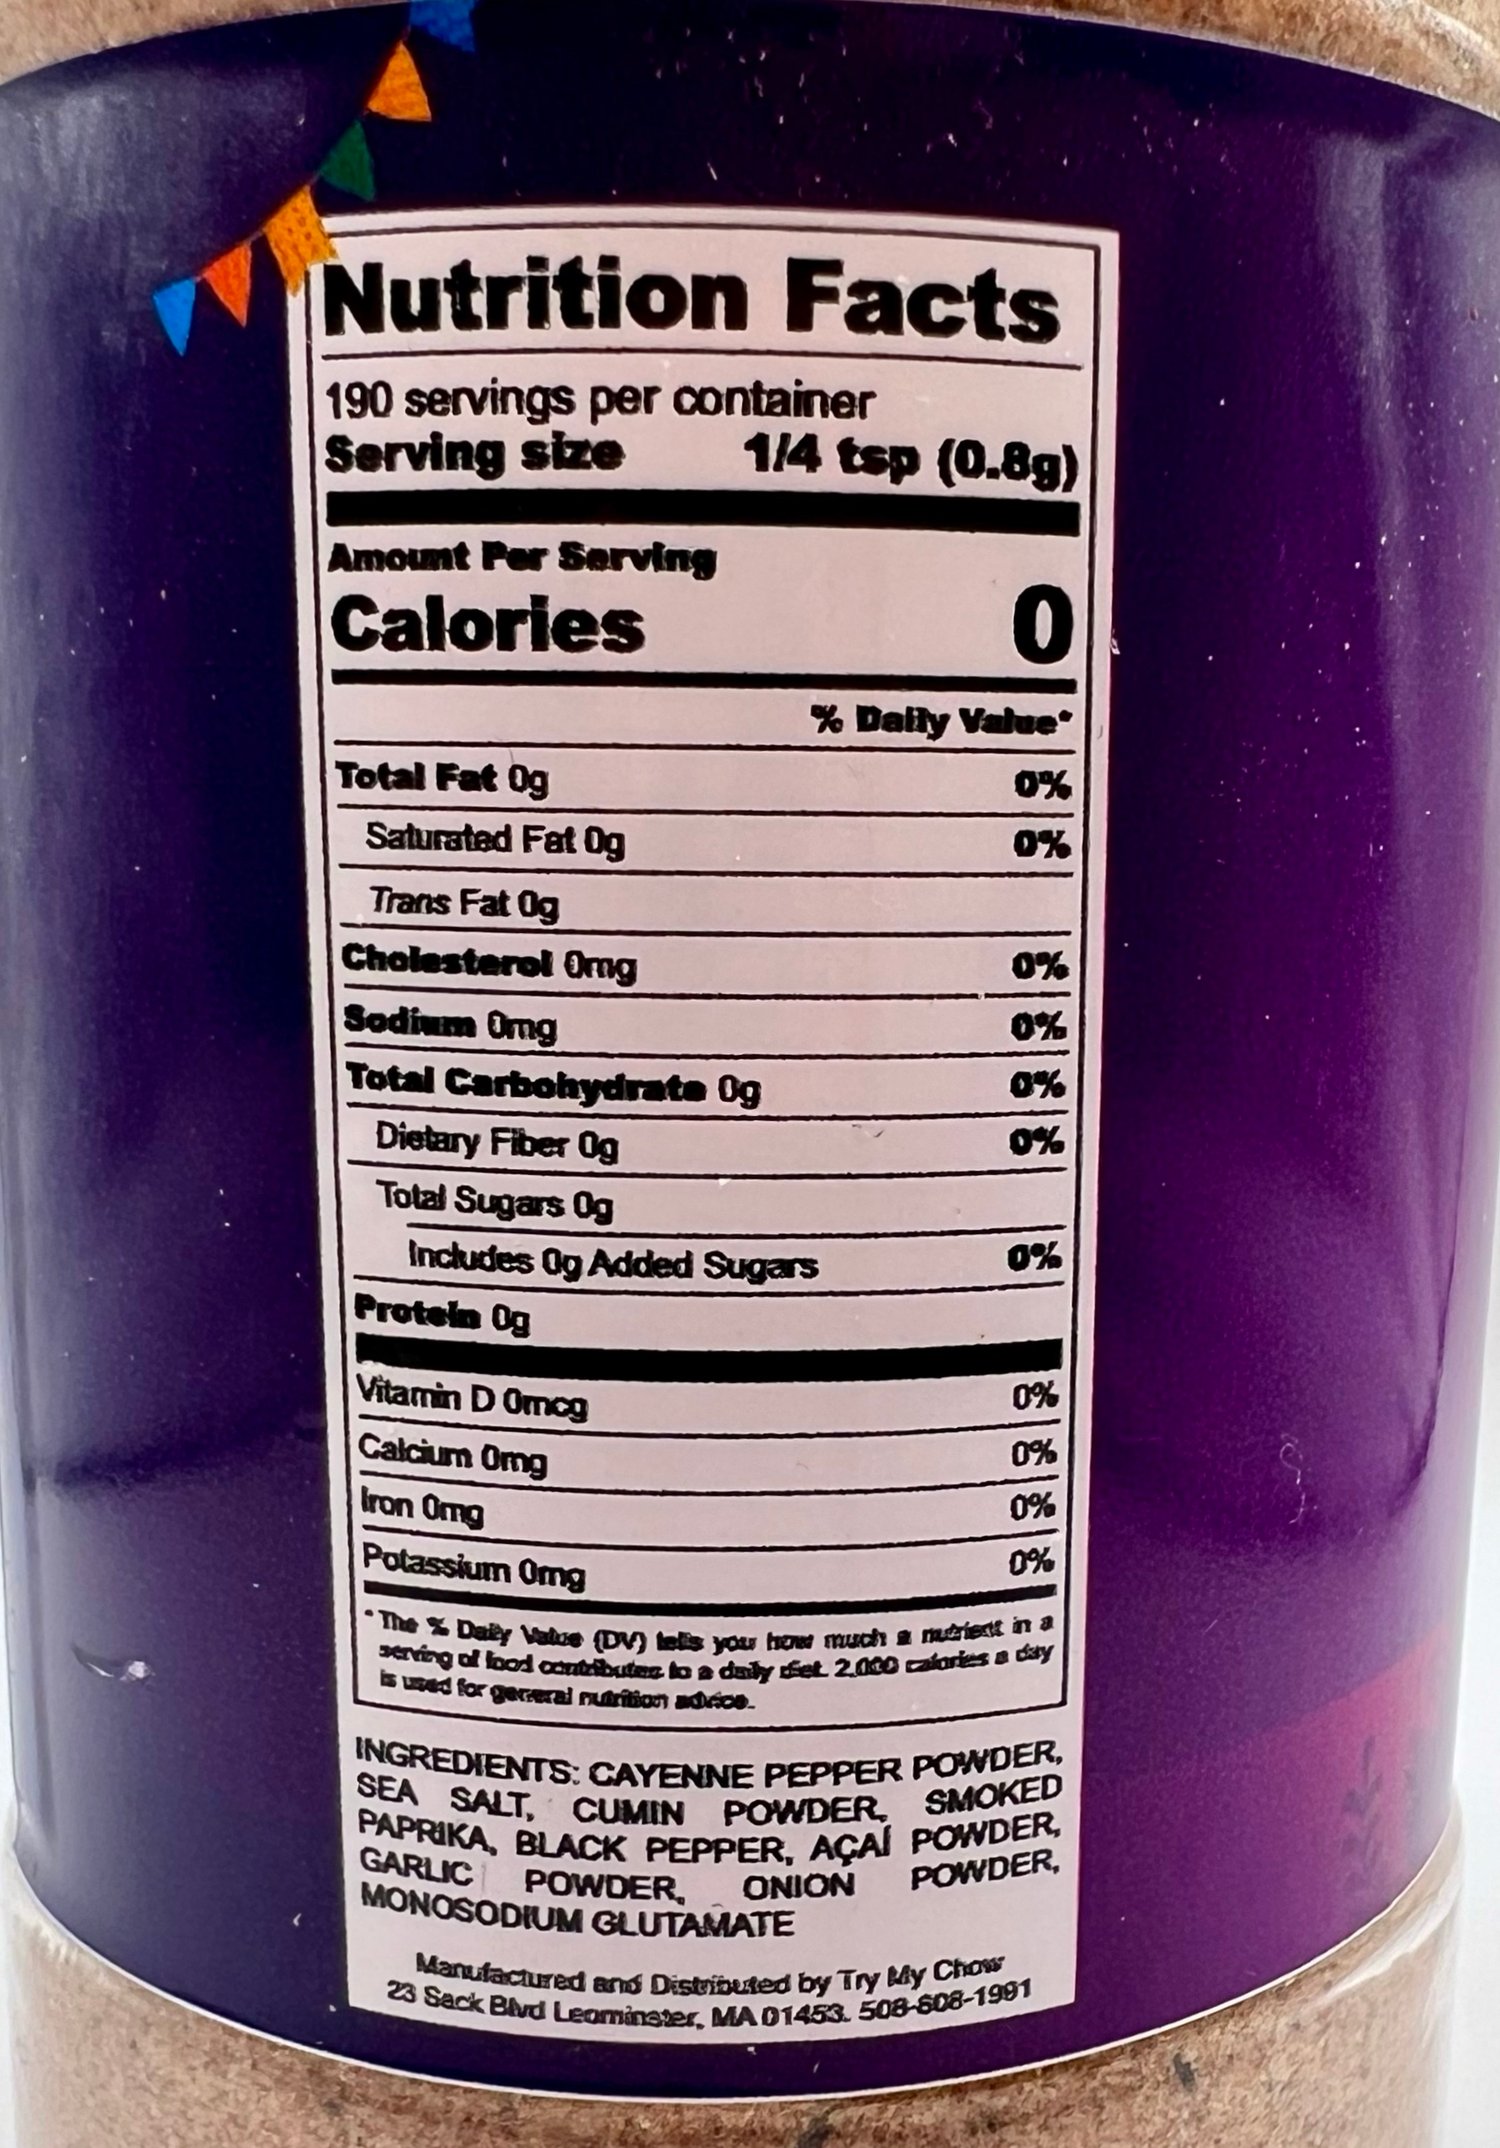 Nutrition Facts
190 servings per container
Serving size 1/4 tsp (0.8g)
Amount Per Serving
Calories 0
% Daily Value*
Total Fat 0g 0%
Saturated Fat 0g 0%
Trans Fat 0g
Cholesterol 0mg 0%
Sodium 0mg 0%
Total Carbohydrate 0g 0%
Dietary Fiber 0g 0%
Total Sugars 0g
Includes 0g Added Sugars 0%
Protein 0g
Vitamin D 0mcg 0%
Calcium 0mg 0%
Iron 0mg 0%
Potassium 0mg 0%
* The % Daily Value (DV) tells you how much a nutrient in a
serving of food contributes to a daily diet. 2,000 calories a day
is used for general nutrition advice.
INGREDIENTS: CAYENNE PEPPER POWDER,
SEA SALT, CUMIN POWDER, SMOKED
PAPRIKA, BLACK PEPPER, AÇAÍ POWDER,
GARLIC POWDER, ONION POWDER,
MONOSODIUM GLUTAMATE
Manufactured and Distributed by Try My Chow
23 Sack Blvd Leominster, MA 01453. 508-608-1991